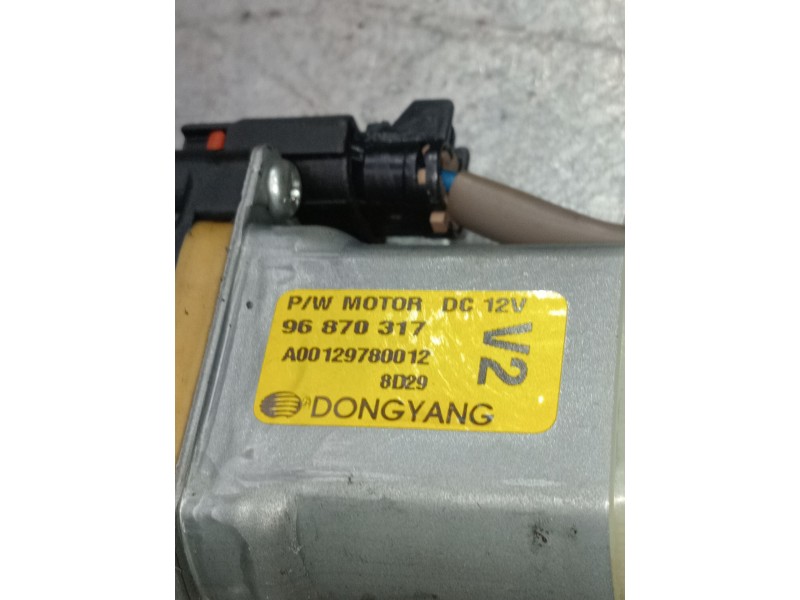 P/W MOTOR DC 12V
96 870 317
A00129780012
8D29
V2
DONGYANG